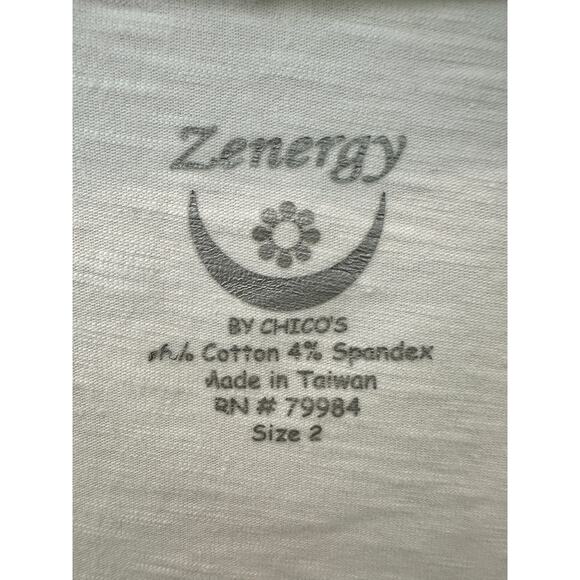 Zenergy
BY CHICO'S
Cotton 4% Spandex
Made in Taiwan
RN # 79984
Size 2